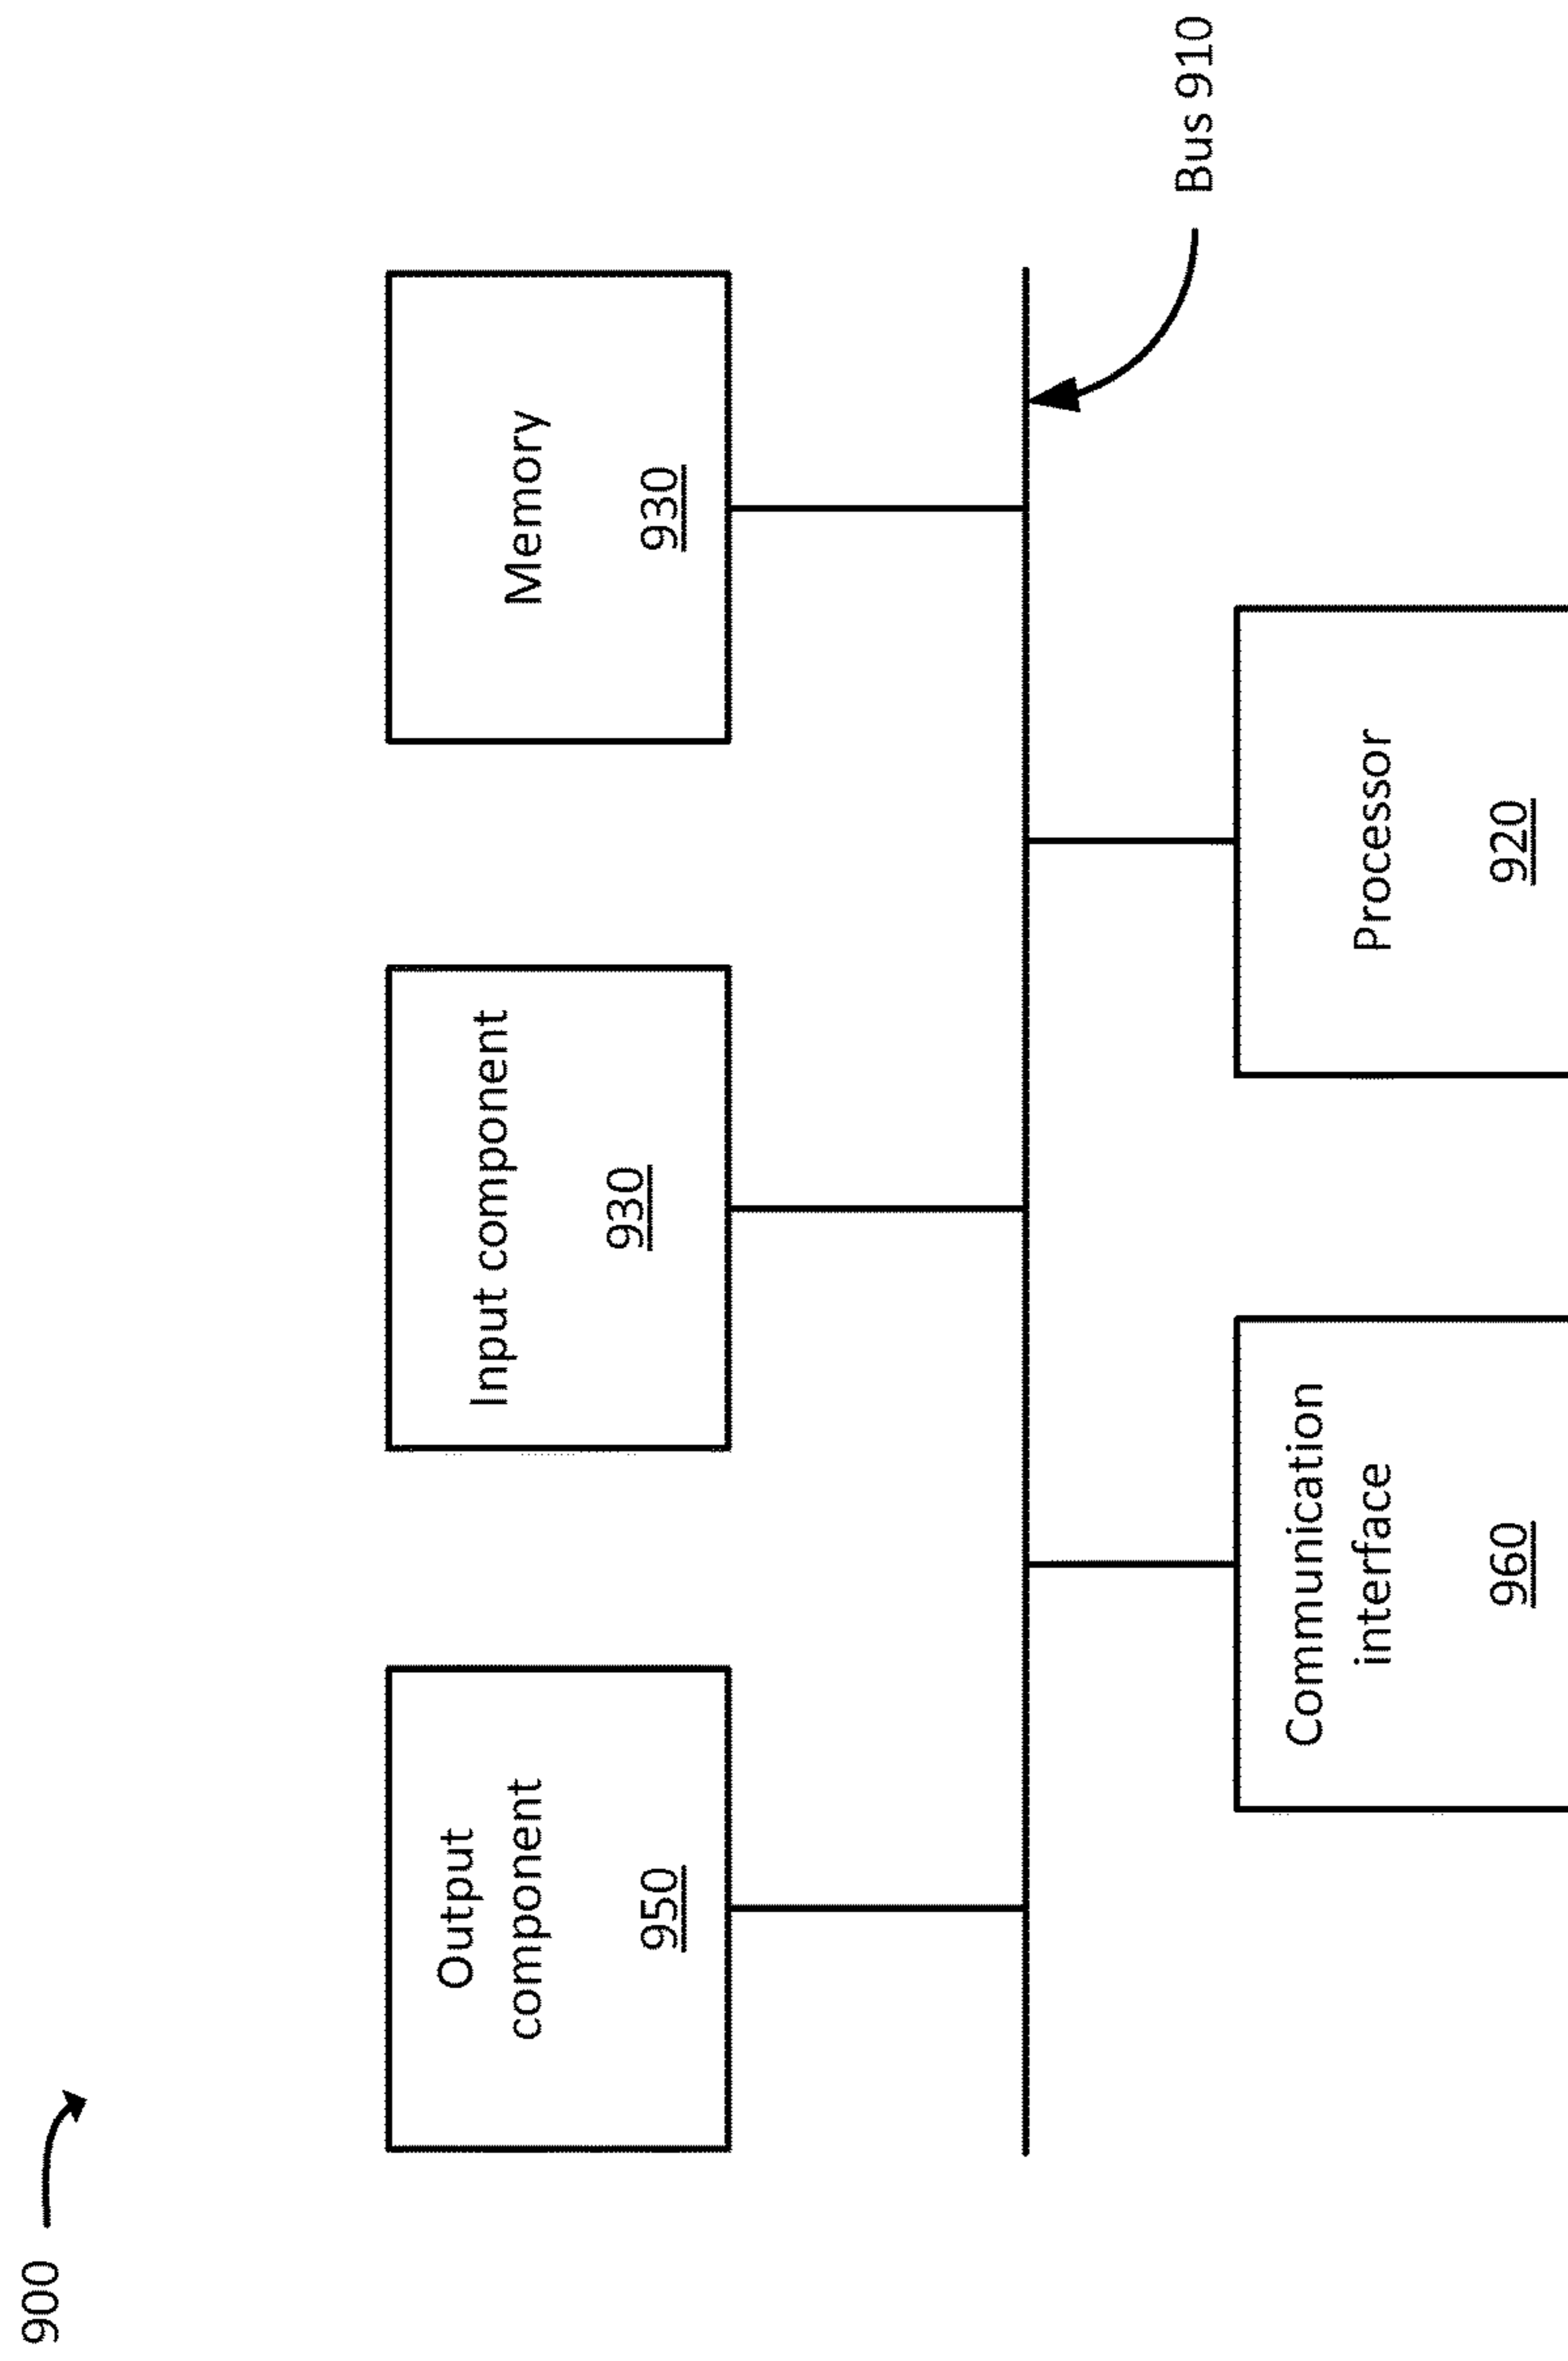 900
Output
component
950
Input component
930
Memory
930
Bus 910
Communication
interface
960
Processor
920